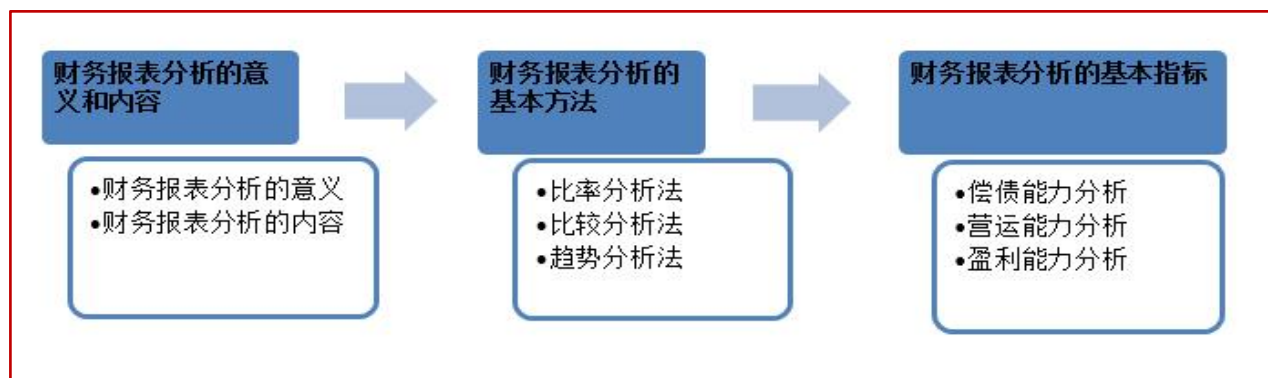 财务报表分析的意
义和内容
•财务报表分析的意义
•财务报表分析的内容
财务报表分析的
基本方法
•比率分析法
•比较分析法
•趋势分析法
财务报表分析的基本指标
•偿债能力分析
•营运能力分析
•盈利能力分析